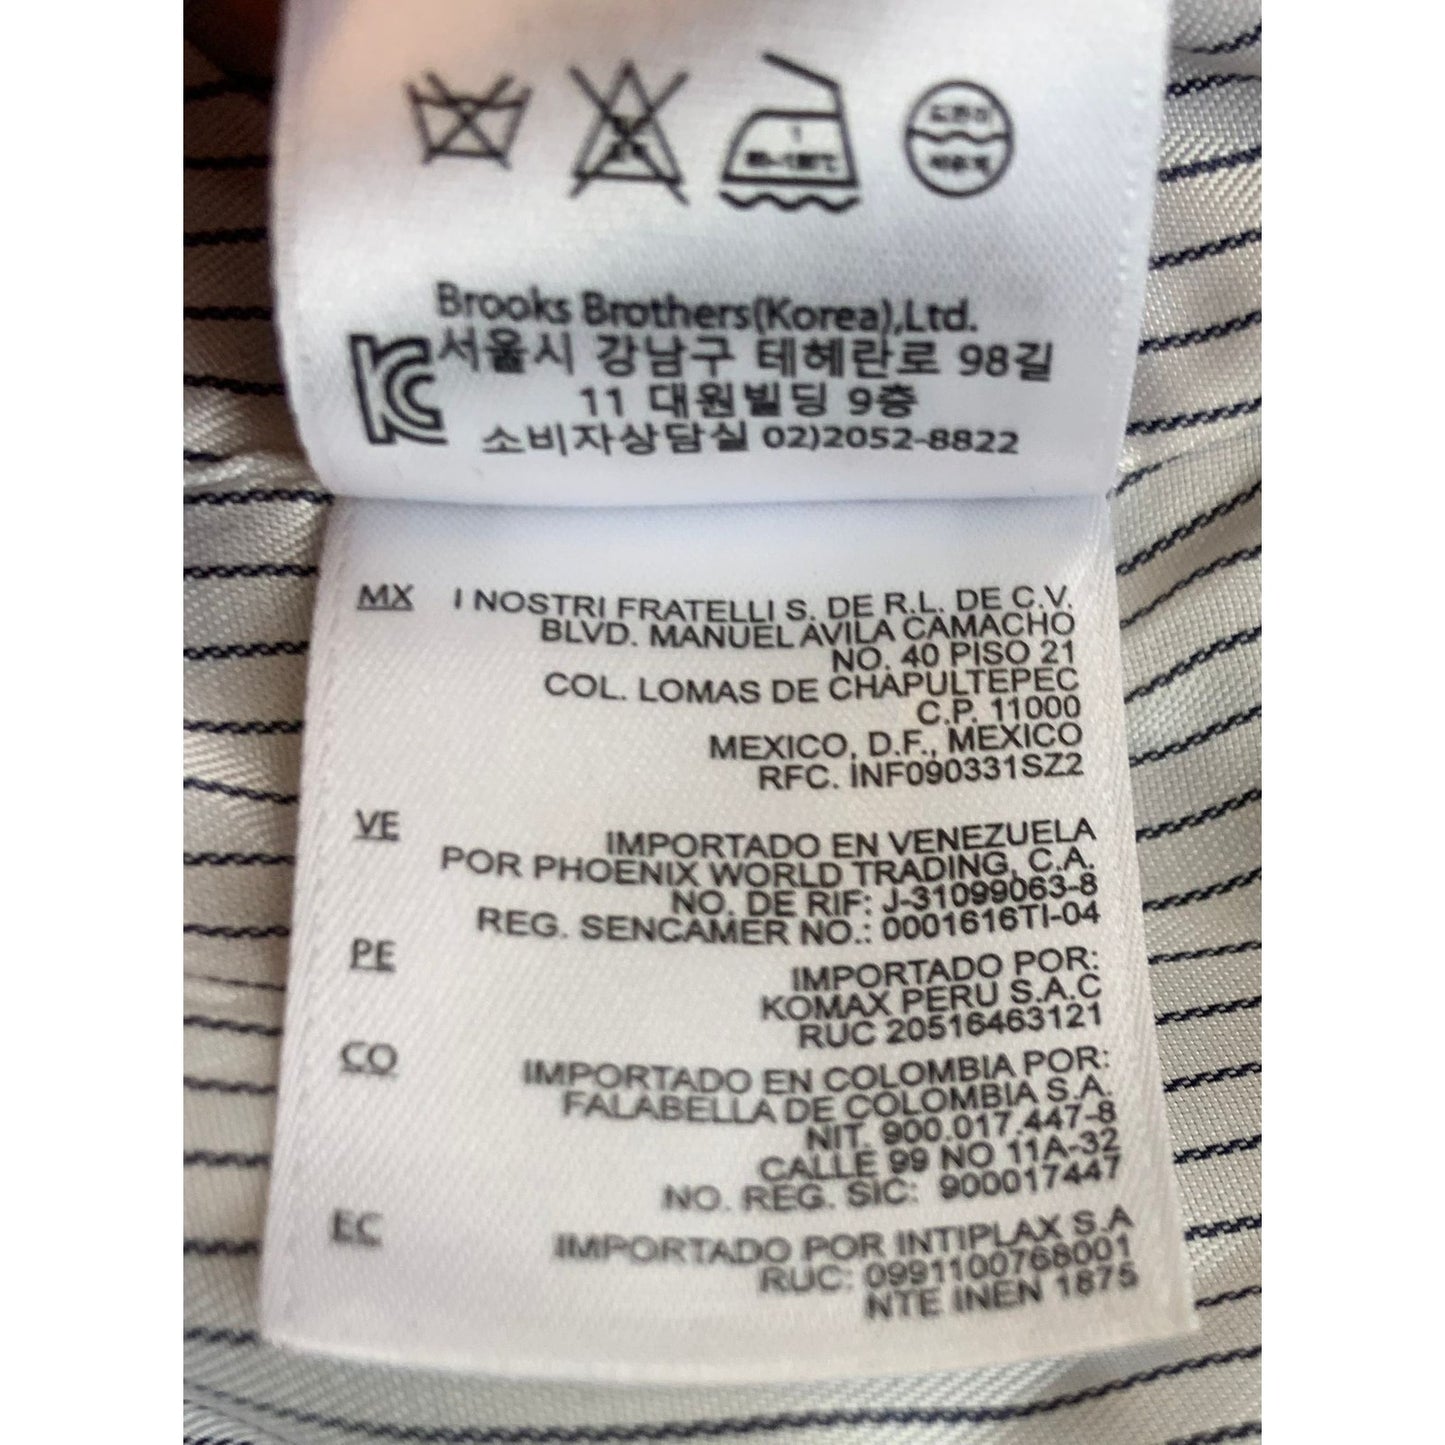 Brooks Brothers(Korea),Ltd.
서울시 강남구 테헤란로 98길
11 대원빌딩 9층
소비자상담실 02)2052-8822
MX I NOSTRI FRATELLI S. DE R.L. DE C.V.
BLVD. MANUEL AVILA CAMACHO
NO. 40 PISO 21
COL. LOMAS DE CHAPULTEPEC
C.P. 11000
MEXICO, D.F., MEXICO
RFC. INF090331SZ2
VE IMPORTADO EN VENEZUELA
POR PHOENIX WORLD TRADING, C.A.
NO. DE RIF: J-31099063-8
REG. SENCAMER NO.: 0001616TI-04
PE IMPORTADO POR:
KOMAX PERU S.A.C
RUC 20516463121
CO IMPORTADO EN COLOMBIA POR:
FALABELLA DE COLOMBIA S.A.
NIT. 900.017.447-8
CALLE 99 NO 11A-32
NO. REG. SIC: 900017447
EC IMPORTADO POR INTIPLAX S.A
RUC: 0991100768001
NTE INEN 1875